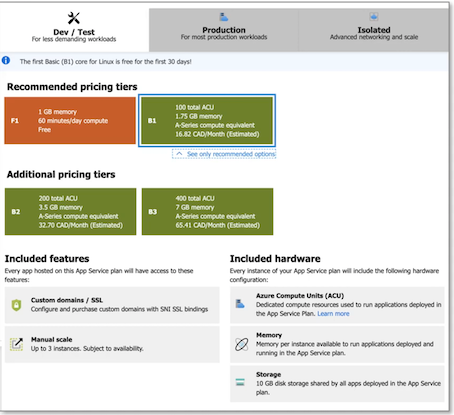 Dev / Test
For less demanding workloads
Production
For most production workloads
Isolated
Advanced networking and scale
The first Basic (B1) core for Linux is free for the first 30 days!
Recommended pricing tiers
F1
1 GB memory
60 minutes/day compute
Free
B1
100 total ACU
1.75 GB memory
A-Series compute equivalent
16.82 CAD/Month (Estimated)
See only recommended options
Additional pricing tiers
B2
200 total ACU
3.5 GB memory
A-Series compute equivalent
32.70 CAD/Month (Estimated)
B3
400 total ACU
7 GB memory
A-Series compute equivalent
65.41 CAD/Month (Estimated)
Included features
Every app hosted on this App Service plan will have access to these
features:
Custom domains / SSL
Configure and purchase custom domains with SNI SSL bindings
Manual scale
Up to 3 instances. Subject to availability.
Included hardware
Every instance of your App Service plan will include the following hardware
configuration:
Azure Compute Units (ACU)
Dedicated compute resources used to run applications deployed in
the App Service Plan. Learn more
Memory
Memory per instance available to run applications deployed and
running in the App Service plan.
Storage
10 GB disk storage shared by all apps deployed in the App Service
plan.